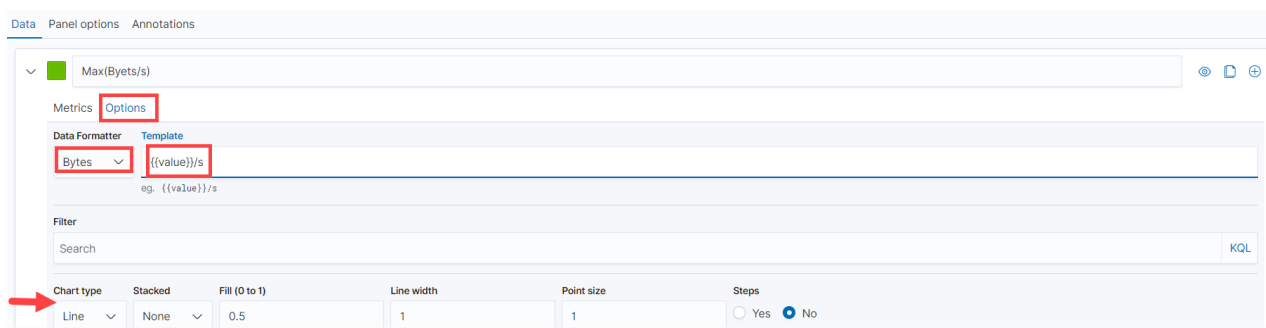 Data Panel options Annotations
Max(Byets/s)
Metrics Options
Data Formatter Template
Bytes {{value}}/s
eg. {{value}}/s
Filter
Search KQL
Chart type Stacked Fill (0 to 1) Line width Point size Steps
Line None 0.5 1 1 Yes No